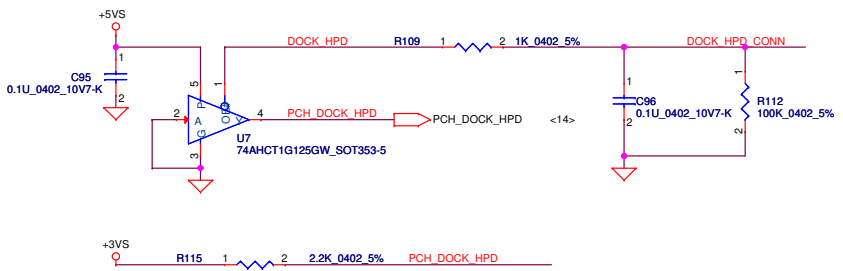 +5VS
DOCK_HPD R109 1 2 1K_0402_5% DOCK_HPD_CONN
1 C95 0.1U_0402_10V7-K 2
5 1 P OE# 2 A Y 4 G 3
PCH_DOCK_HPD PCH_DOCK_HPD <14>
U7
74AHCT1G125GW_SOT353-5
1 C96 0.1U_0402_10V7-K 2
1 R112 100K_0402_5% 2
+3VS
R115 1 2 2.2K_0402_5% PCH_DOCK_HPD